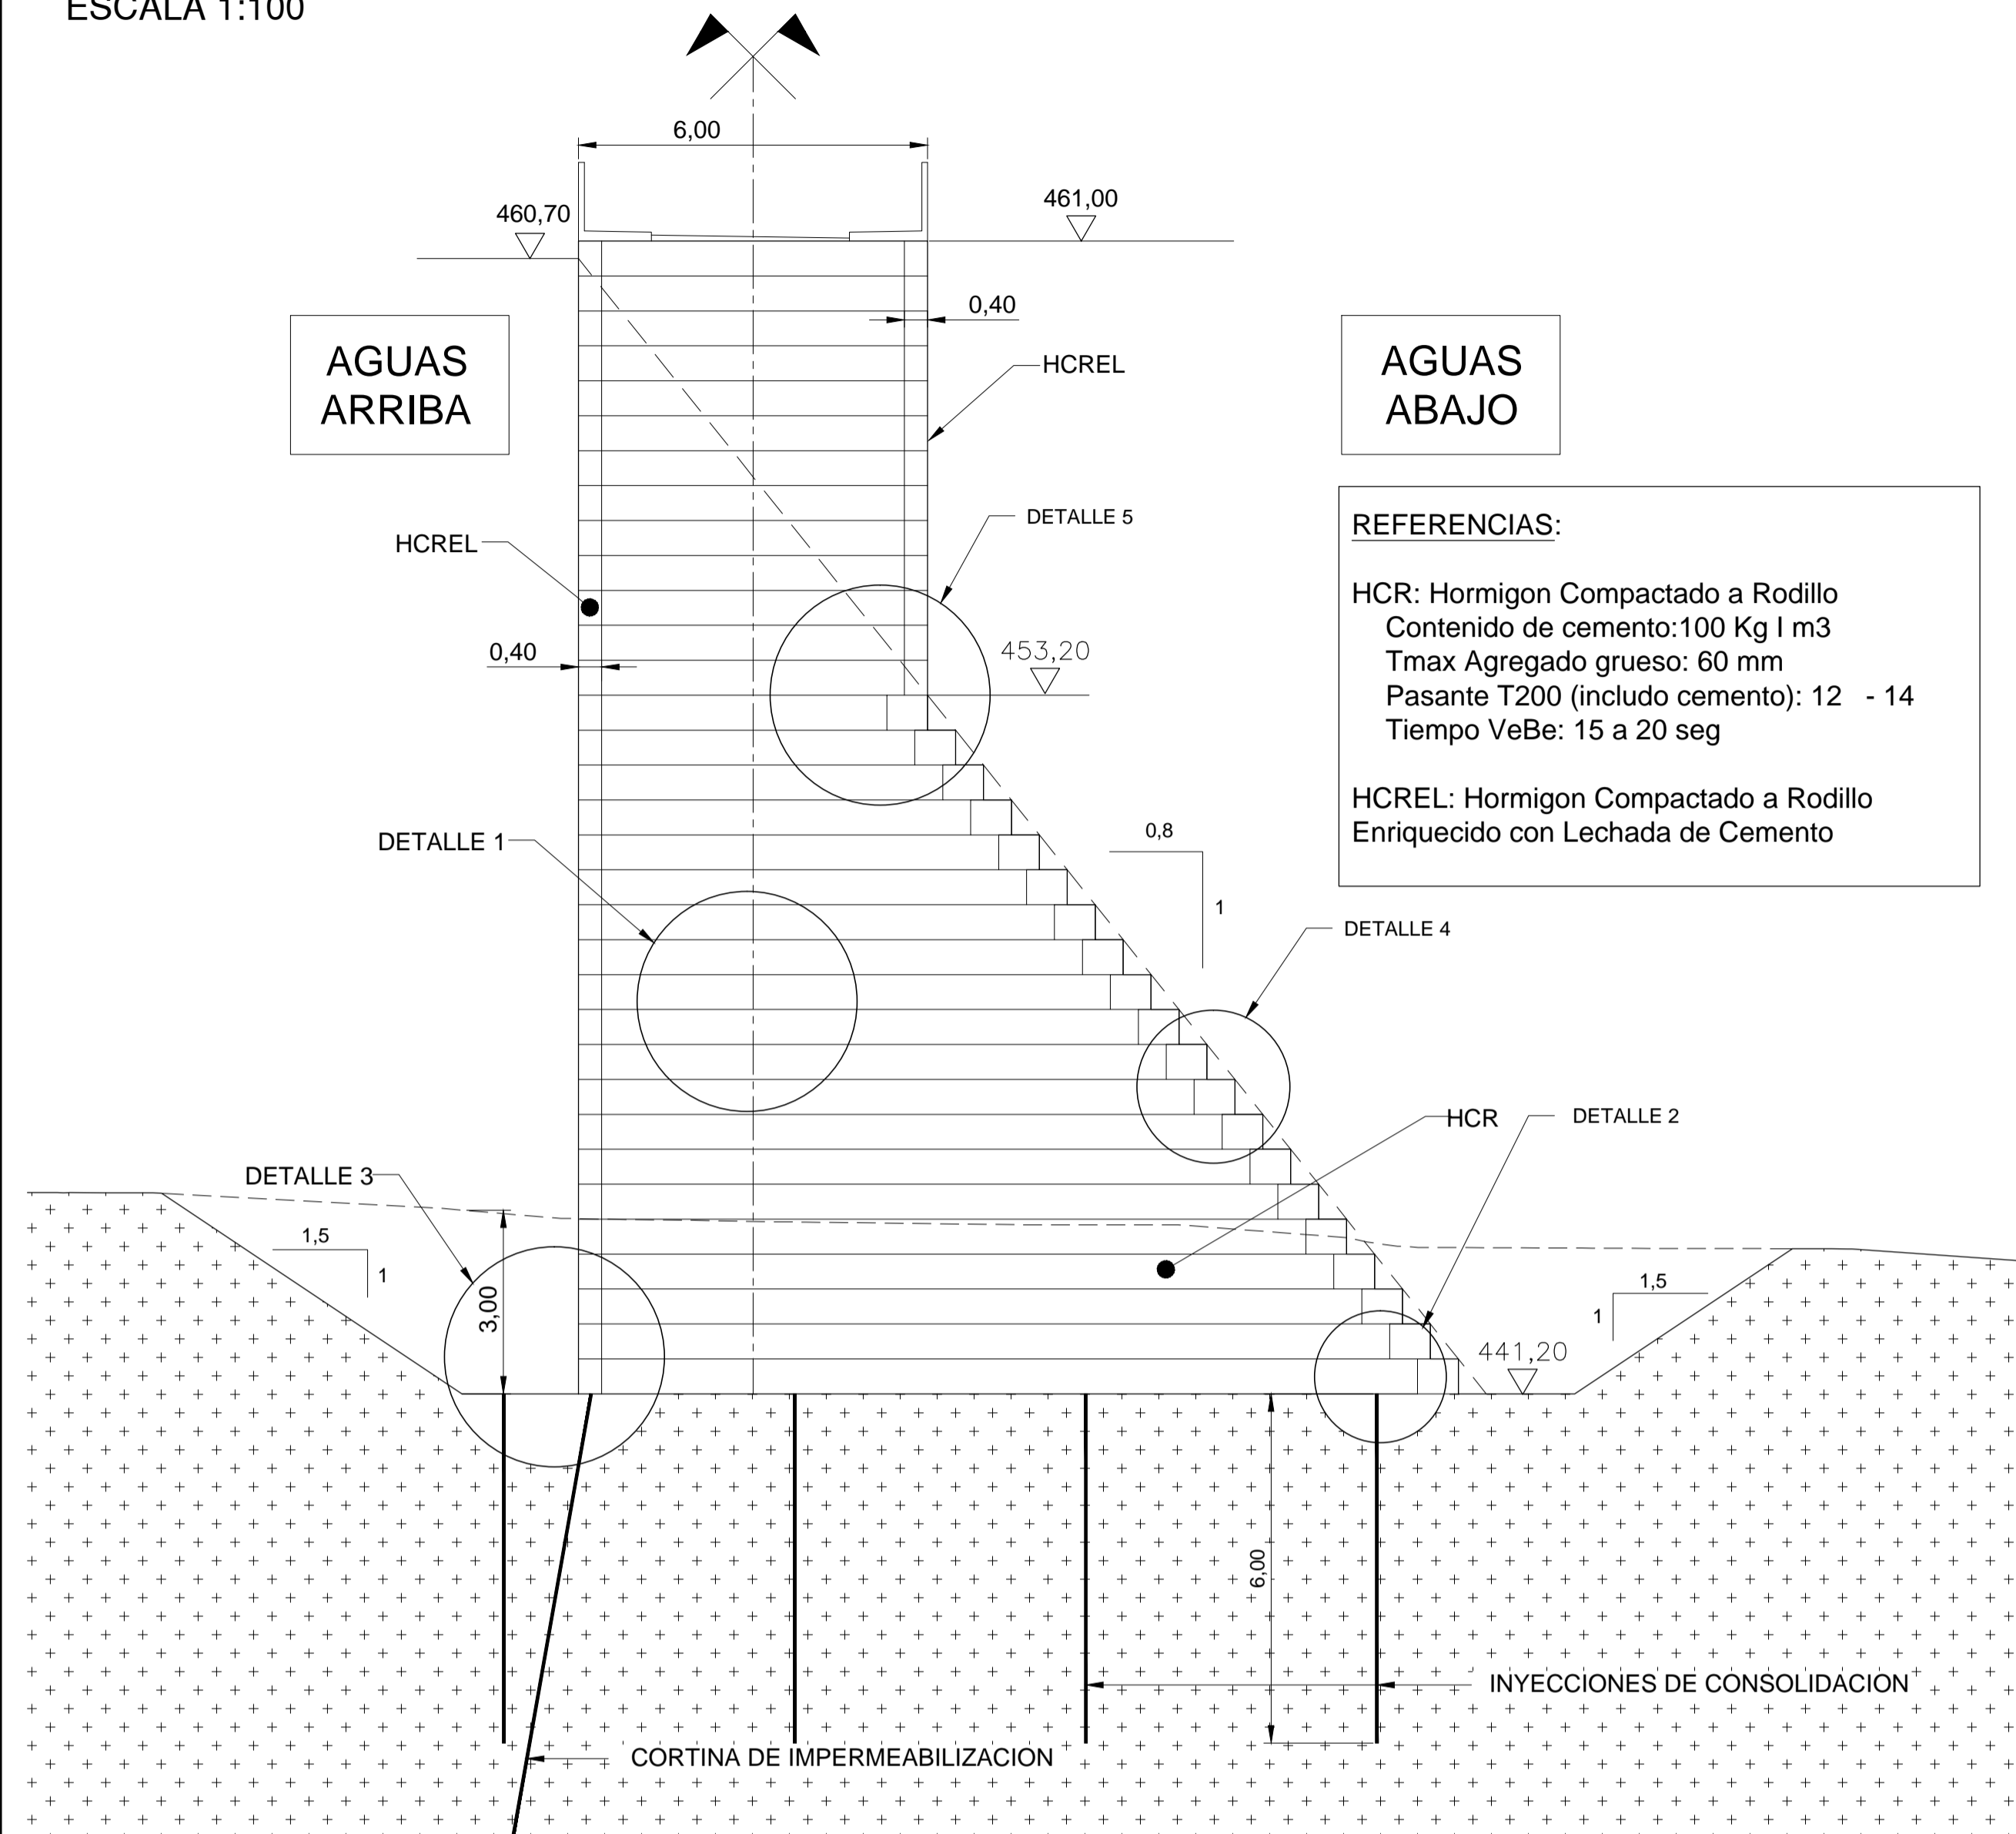 ESCALA 1:100
6,00
460,70
461,00
0,40
AGUAS
ARRIBA
HCREL
AGUAS
ABAJO
DETALLE 5
REFERENCIAS:
HCREL
HCR: Hormigon Compactado a Rodillo
Contenido de cemento:100 Kg l m3
0,40
453,20
Tmax Agregado grueso: 60 mm
Pasante T200 (includo cemento): 12 - 14
Tiempo VeBe: 15 a 20 seg
HCREL: Hormigon Compactado a Rodillo
Enriquecido con Lechada de Cemento
DETALLE 1
0,8
1
DETALLE 4
HCR
DETALLE 2
DETALLE 3
1,5
1
3,00
1,5
1
441,20
6,00
INYECCIONES DE CONSOLIDACION
CORTINA DE IMPERMEABILIZACION